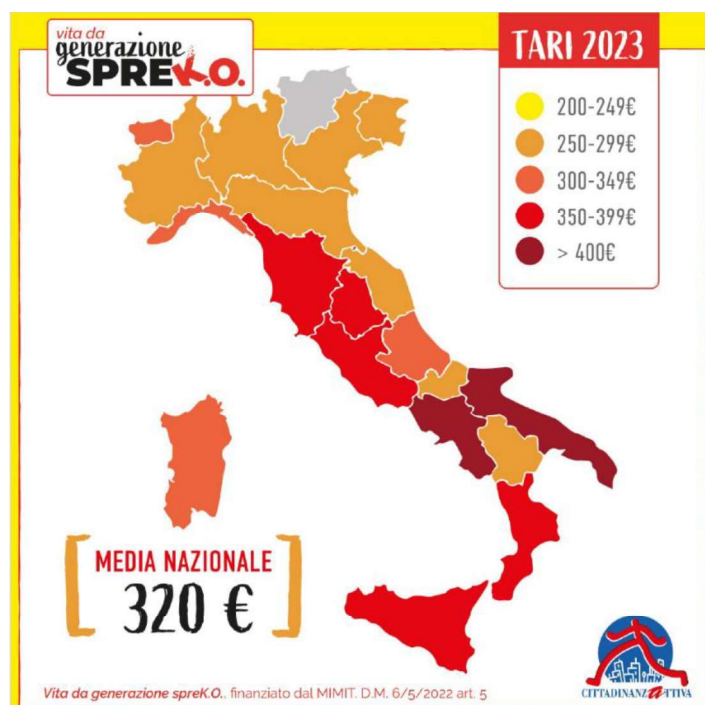 vita da
generazione
SPREK.O.
TARI 2023
200-249€
250-299€
300-349€
350-399€
> 400€
MEDIA NAZIONALE
320 €
Vita da generazione spreK.O.. finanziato dal MIMIT. D.M. 6/5/2022 art. 5
CITTADINANZATTIVA